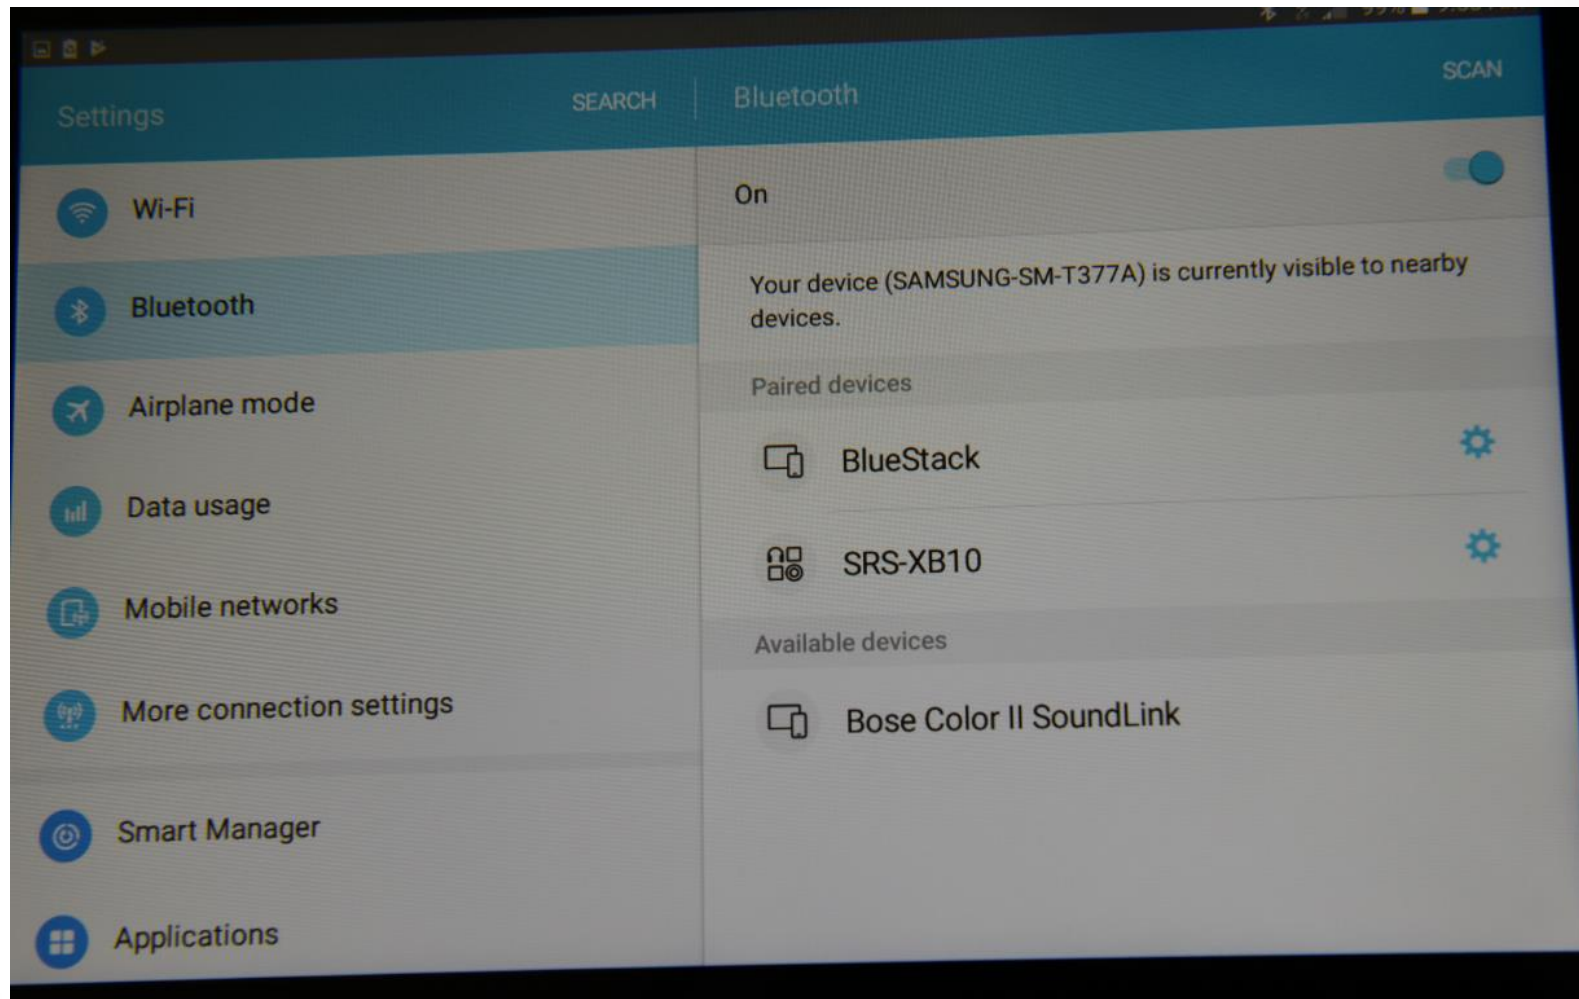 Settings
SEARCH
Bluetooth
SCAN
Wi-Fi
Bluetooth
Airplane mode
Data usage
Mobile networks
More connection settings
Smart Manager
Applications
On
Your device (SAMSUNG-SM-T377A) is currently visible to nearby
devices.
Paired devices
BlueStack
SRS-XB10
Available devices
Bose Color II SoundLink